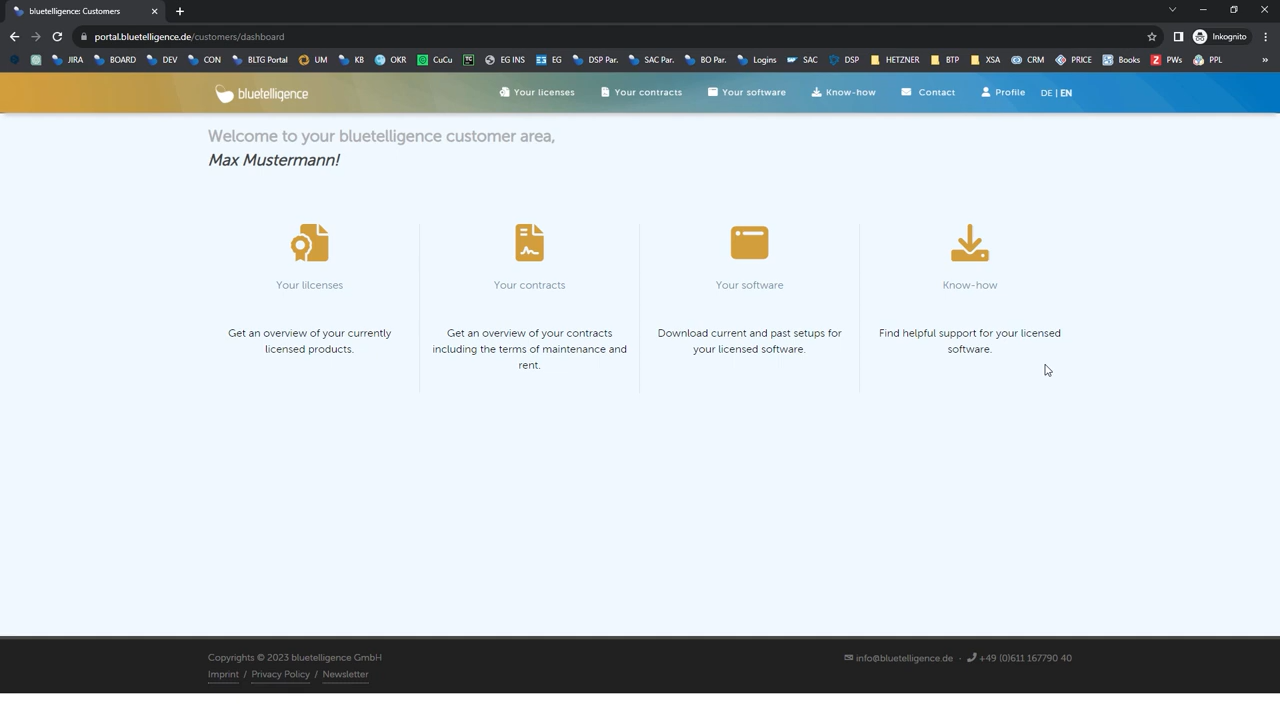 bluetelligence: Customers
portal.bluetelligence.de/customers/dashboard
Inkognito
JIRA BOARD DEV CON BLTG Portal UM KB OKR CuCu EG INS EG DSP Par. SAC Par. BO Par. Logins SAC DSP HETZNER BTP XSA CRM PRICE Books PWs PPL »
bluetelligence
Your licenses Your contracts Your software Know-how Contact Profile DE | EN
Welcome to your bluetelligence customer area,
Max Mustermann!
Your lilcenses
Get an overview of your currently
licensed products.
Your contracts
Get an overview of your contracts
including the terms of maintenance and
rent.
Your software
Download current and past setups for
your licensed software.
Know-how
Find helpful support for your licensed
software.
Copyrights © 2023 bluetelligence GmbH
Imprint / Privacy Policy / Newsletter
info@bluetelligence.de · +49 (0)611 167790 40